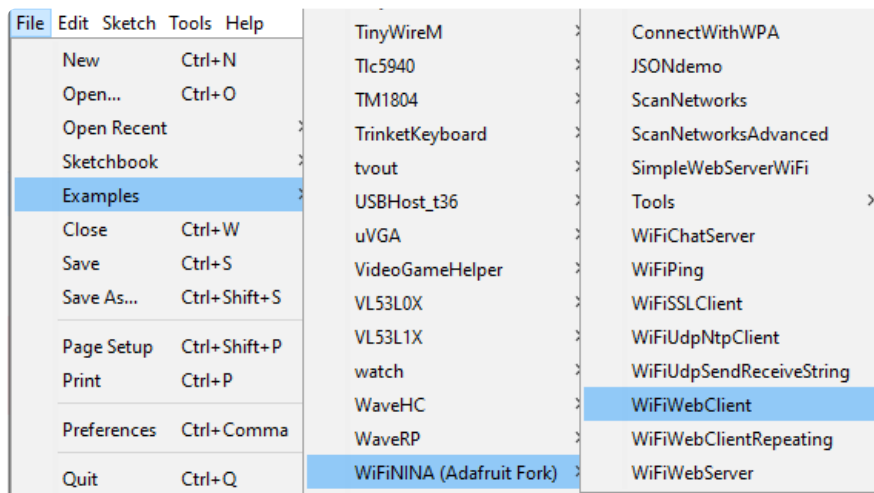 File Edit Sketch Tools Help
New Ctrl+N
Open... Ctrl+O
Open Recent
Sketchbook
Examples
Close Ctrl+W
Save Ctrl+S
Save As... Ctrl+Shift+S
Page Setup Ctrl+Shift+P
Print Ctrl+P
Preferences Ctrl+Comma
Quit Ctrl+Q
TinyWireM
Tlc5940
TM1804
TrinketKeyboard
tvout
USBHost_t36
uVGA
VideoGameHelper
VL53L0X
VL53L1X
watch
WaveHC
WaveRP
WiFiNINA (Adafruit Fork)
ConnectWithWPA
JSONdemo
ScanNetworks
ScanNetworksAdvanced
SimpleWebServerWiFi
Tools
WiFiChatServer
WiFiPing
WiFiSSLClient
WiFiUdpNtpClient
WiFiUdpSendReceiveString
WiFiWebClient
WiFiWebClientRepeating
WiFiWebServer